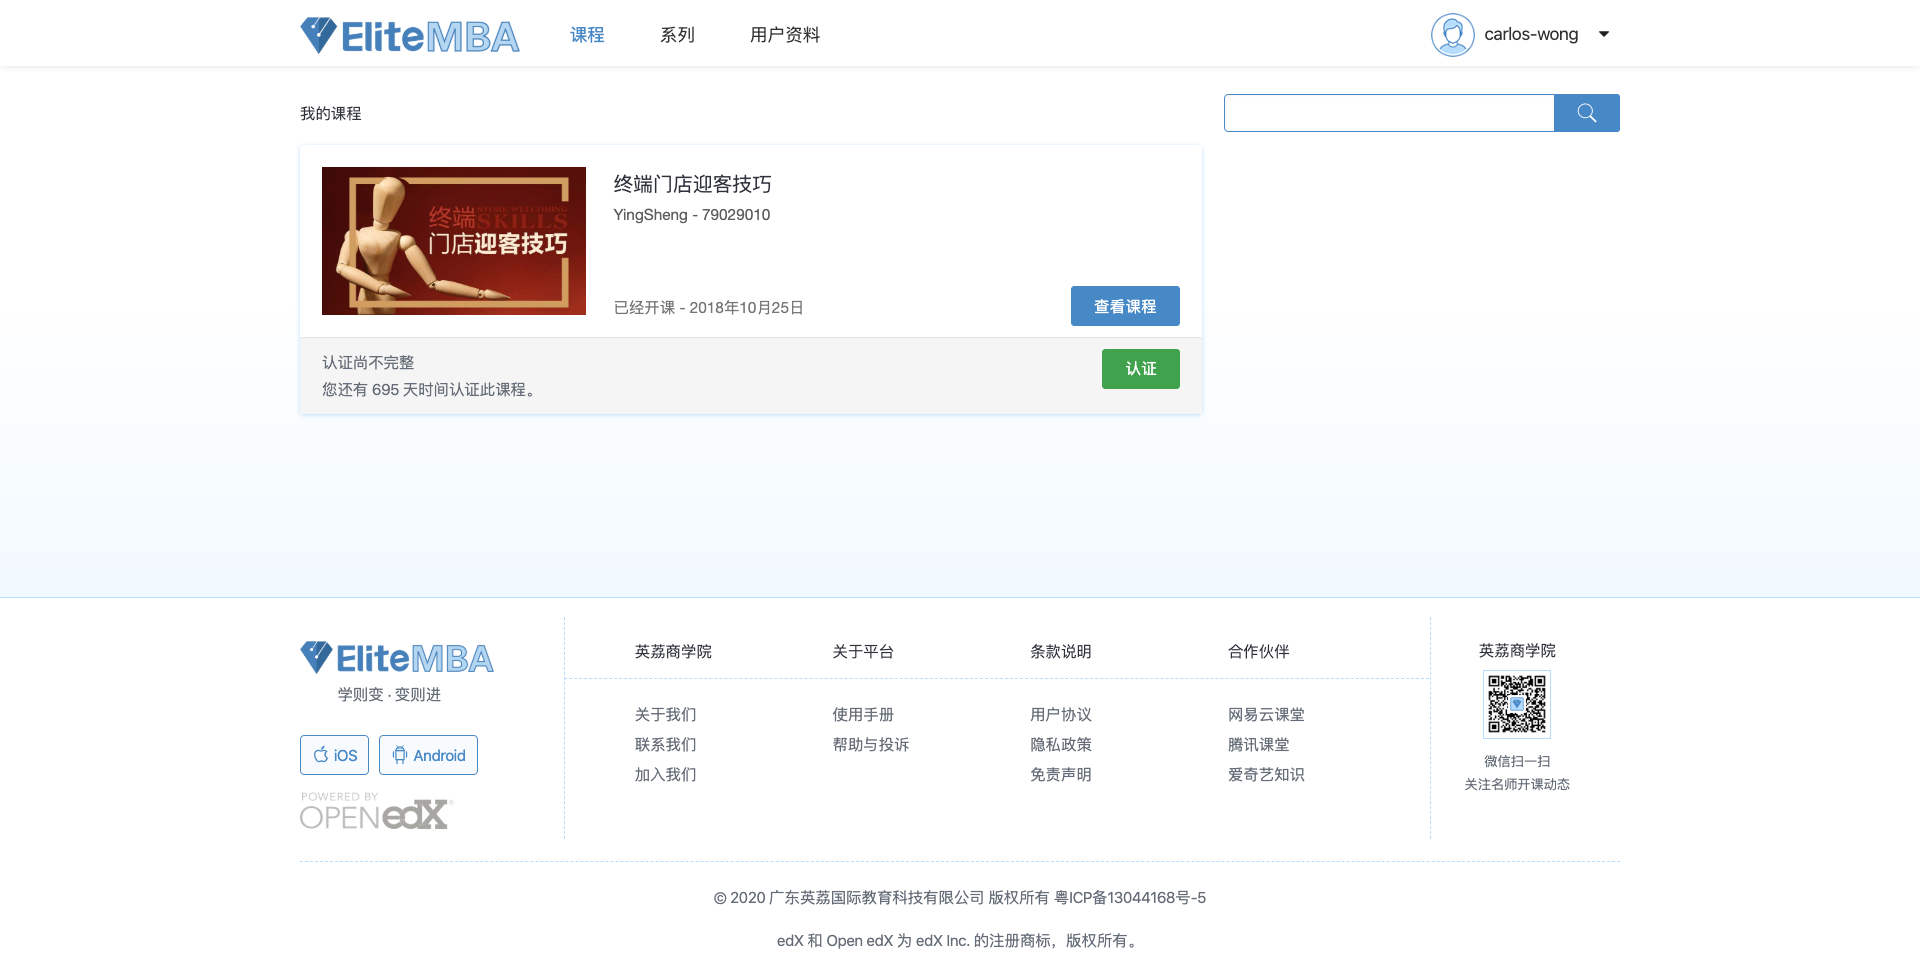 EliteMBA
课程
系列
用户资料
carlos-wong
我的课程
终端 STORE WELCOMING
SKILLS
门店迎客技巧
终端门店迎客技巧
YingSheng - 79029010
已经开课 - 2018年10月25日
查看课程
认证尚不完整
您还有 695 天时间认证此课程。
认证
EliteMBA
学则变 · 变则进
iOS
Android
POWERED BY
OPEN edX
英荔商学院
关于我们
联系我们
加入我们
关于平台
使用手册
帮助与投诉
条款说明
用户协议
隐私政策
免责声明
合作伙伴
网易云课堂
腾讯课堂
爱奇艺知识
英荔商学院
微信扫一扫
关注名师开课动态
© 2020 广东英荔国际教育科技有限公司 版权所有 粤ICP备13044168号-5
edX 和 Open edX 为 edX Inc. 的注册商标，版权所有。